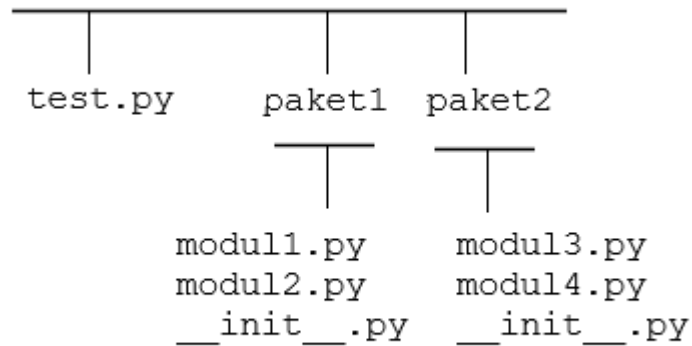 test.py paket1 paket2
modul1.py modul3.py
modul2.py modul4.py
__init__.py __init__.py